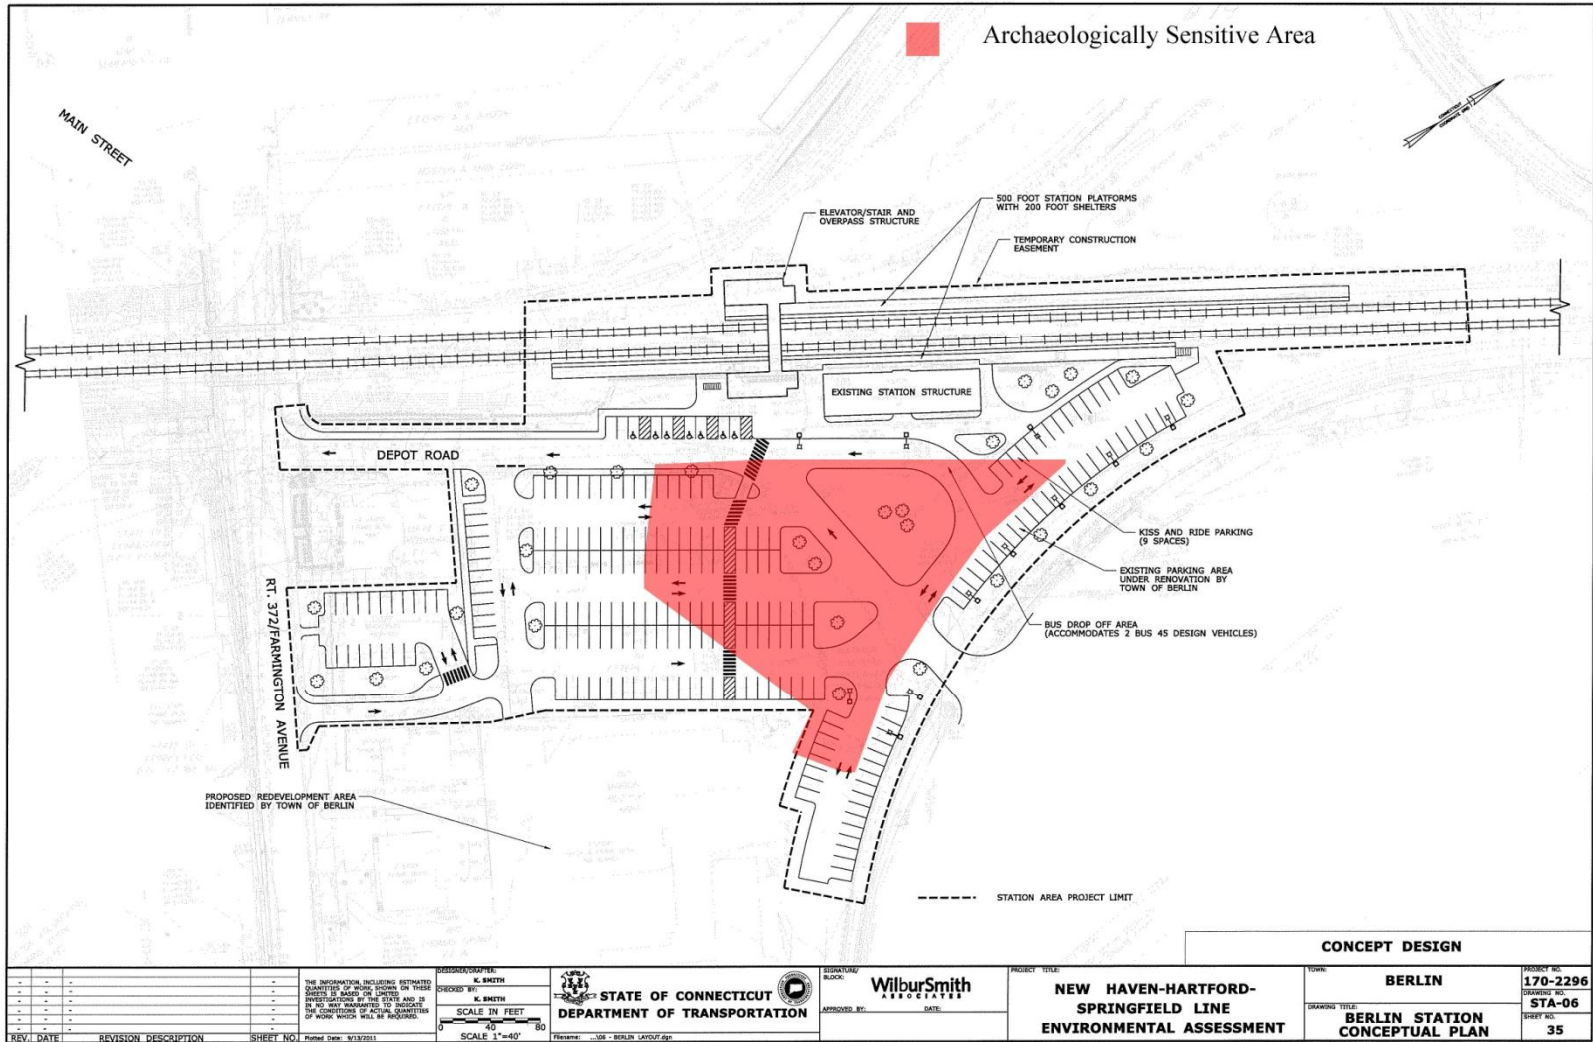 Archaeologically Sensitive Area
MAIN STREET
CONNECTICUT
ELEVATOR/STAIR AND
OVERPASS STRUCTURE
500 FOOT STATION PLATFORMS
WITH 200 FOOT SHELTERS
TEMPORARY CONSTRUCTION
EASEMENT
EXISTING STATION STRUCTURE
DEPOT ROAD
KISS AND RIDE PARKING
(9 SPACES)
EXISTING PARKING AREA
UNDER RENOVATION BY
TOWN OF BERLIN
BUS DROP OFF AREA
(ACCOMMODATES 2 BUS 45 DESIGN VEHICLES)
RT. 372/FARMINGTON AVENUE
PROPOSED REDEVELOPMENT AREA
IDENTIFIED BY TOWN OF BERLIN
STATION AREA PROJECT LIMIT
CONCEPT DESIGN
REV. DATE REVISION DESCRIPTION SHEET NO.
THE INFORMATION, INCLUDING ESTIMATED
QUANTITIES OF WORK, SHOWN ON THESE
SHEETS IS BASED ON LIMITED
INVESTIGATIONS BY THE STATE AND IS
IN NO WAY WARRANTED TO INDICATE
THE CONDITIONS OF ACTUAL QUANTITIES
OF WORK WHICH WILL BE REQUIRED.
Plotted Date: 9/13/2011
DESIGNER/DRAFTER:
K. SMITH
CHECKED BY:
K. SMITH
SCALE IN FEET
0 40 80
SCALE 1"=40'
STATE OF CONNECTICUT
DEPARTMENT OF TRANSPORTATION
Filename: ...\06 - BERLIN LAYOUT.dgn
SIGNATURE/
BLOCK:
WilburSmith
ASSOCIATES
APPROVED BY: DATE:
PROJECT TITLE:
NEW HAVEN-HARTFORD-
SPRINGFIELD LINE
ENVIRONMENTAL ASSESSMENT
TOWN:
BERLIN
DRAWING TITLE:
BERLIN STATION
CONCEPTUAL PLAN
PROJECT NO.
170-2296
DRAWING NO.
STA-06
SHEET NO.
35